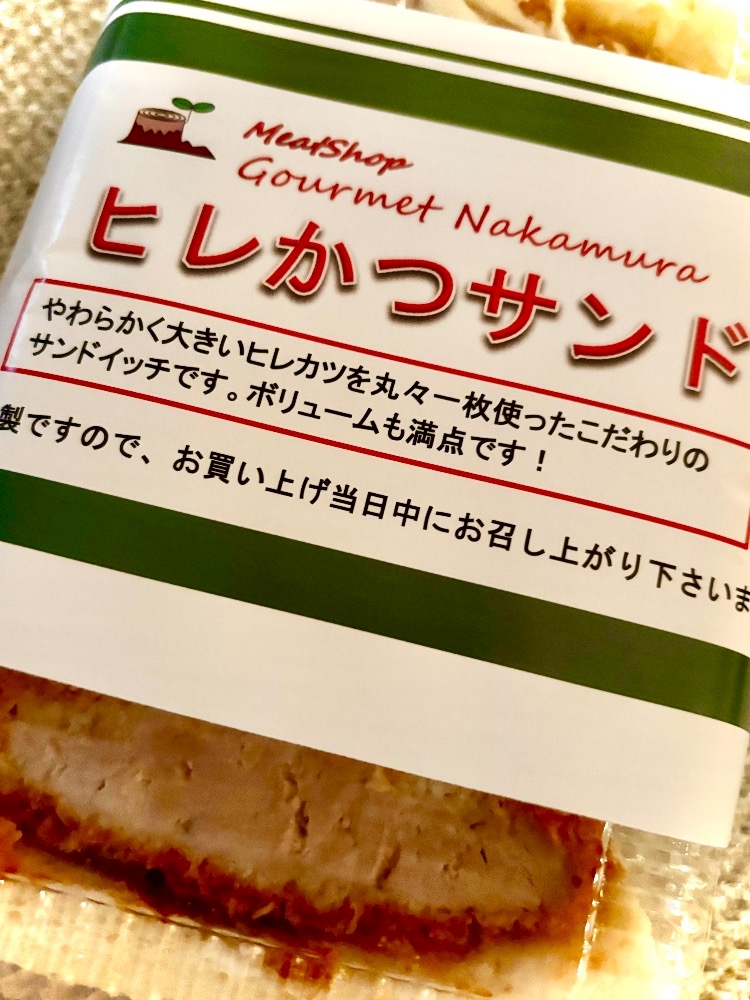 MeatShop
Gourmet Nakamura
ヒレかつサンド
やわらかく大きいヒレカツを丸々一枚使ったこだわりの
サンドイッチです。ボリュームも満点です!
製ですので、お買い上げ当日中にお召し上がり下さいま